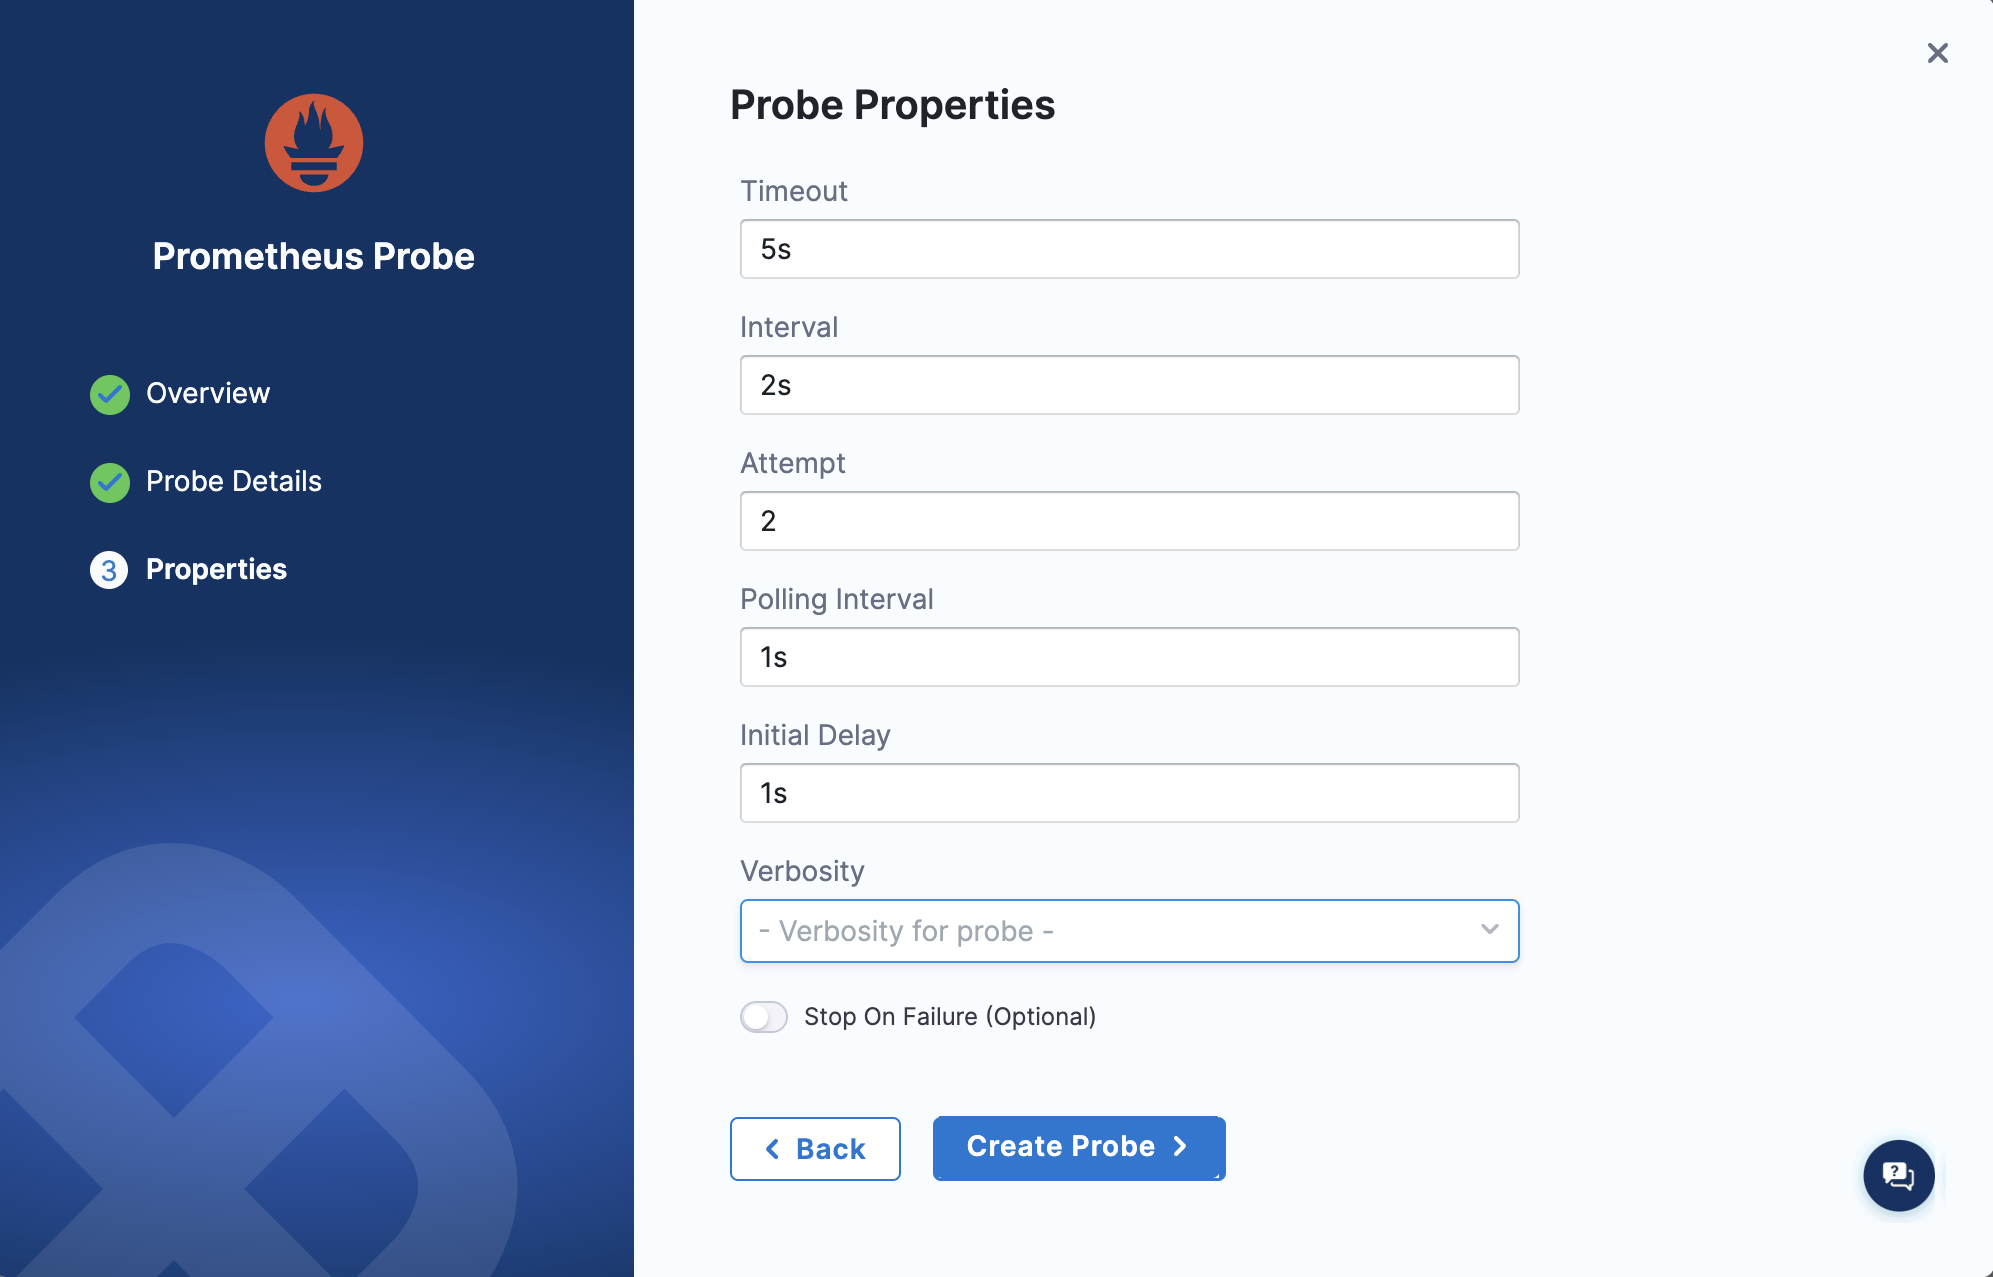 Prometheus Probe
Overview
Probe Details
3 Properties
Probe Properties
Timeout
5s
Interval
2s
Attempt
2
Polling Interval
1s
Initial Delay
1s
Verbosity
- Verbosity for probe -
Stop On Failure (Optional)
Back
Create Probe
?